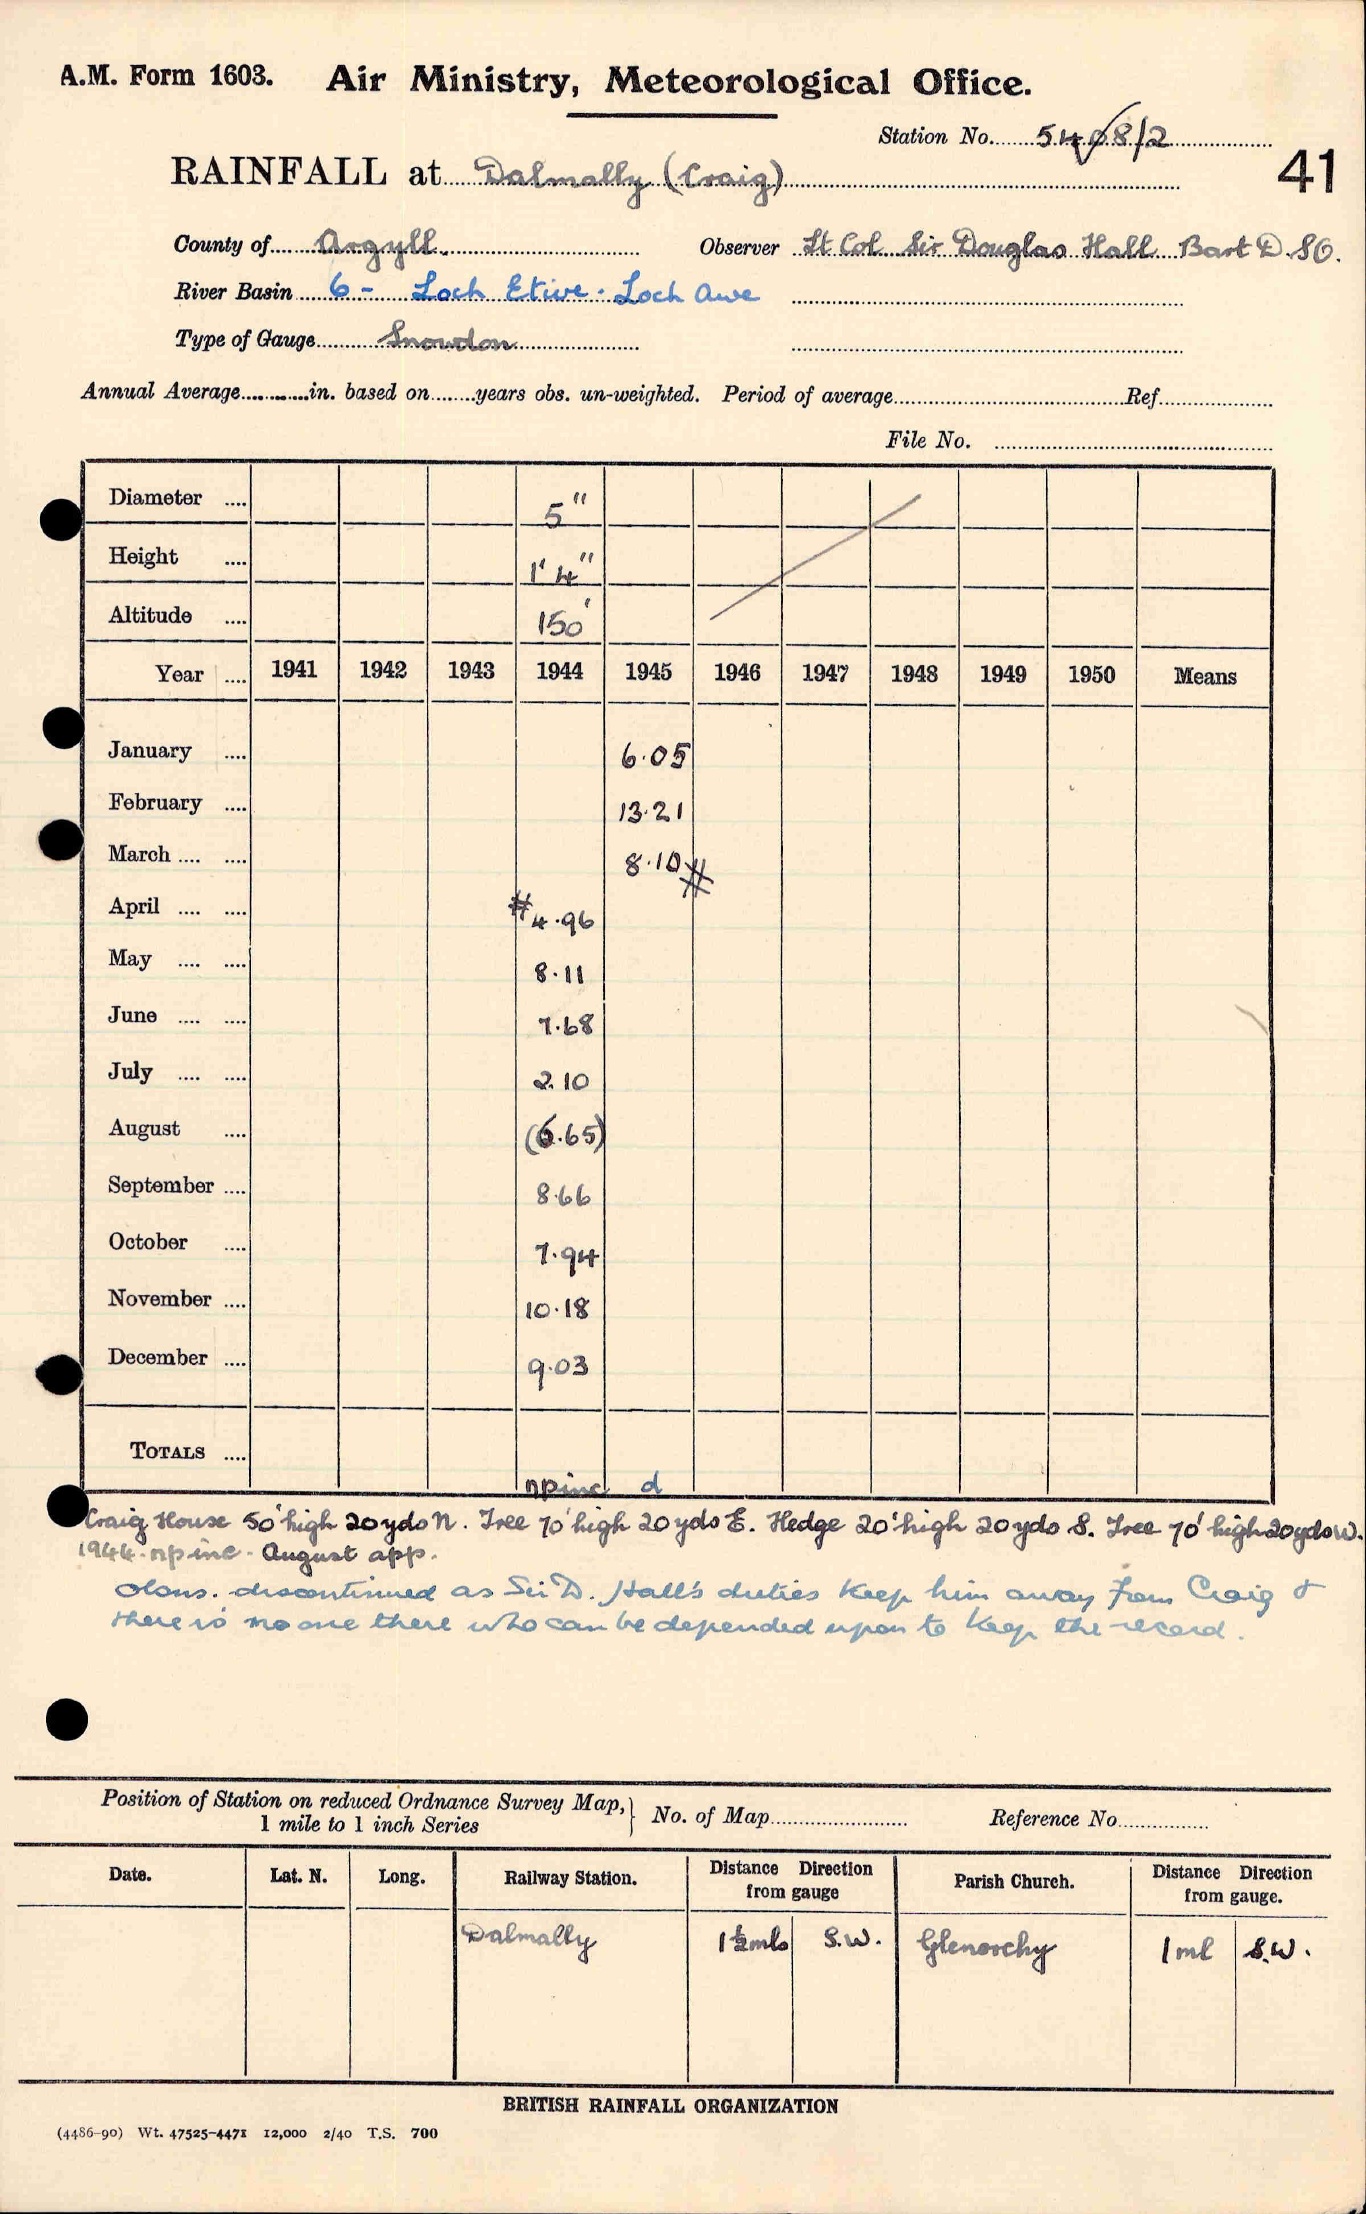 A.M. Form 1603. Air Ministry, Meteorological Office.
Station No. 5408/2
41
RAINFALL at Dalmally (Craig)
County of Argyll. Observer Lt Col Sir Douglas Hall Bart D.SO.
River Basin 6 - Loch Etive. Loch Awe
Type of Gauge Snowdon
Annual Average in. based on years obs. un-weighted. Period of average Ref
File No.
Diameter 5"
Height 1'4"
Altitude 150'
Year 1941 1942 1943 1944 1945 1946 1947 1948 1949 1950 Means
January 6.05
February 13.21
March 8.10 #
April # 4.96
May 8.11
June 7.68
July 2.10
August (6.65)
September 8.66
October 7.94
November 10.18
December 9.03
TOTALS
npinc d
Craig House 50' high 20 yds N. Tree 70' high 20 yds E. Hedge 20' high 20 yds S. Tree 70' high 20 yds W.
1944. npinc. August app.
obsns. discontinued as Sir D. Hall's duties keep him away from Craig &
there is no one there who can be depended upon to keep the record.
Position of Station on reduced Ordnance Survey Map, 1 mile to 1 inch Series } No. of Map Reference No
Date. Lat. N. Long. Railway Station. Distance Direction from gauge Parish Church. Distance Direction from gauge.
Dalmally 1½ mls S.W. Glenorchy 1 ml S.W.
BRITISH RAINFALL ORGANIZATION
(4486-90) Wt. 47525-4471 12,000 2/40 T.S. 700